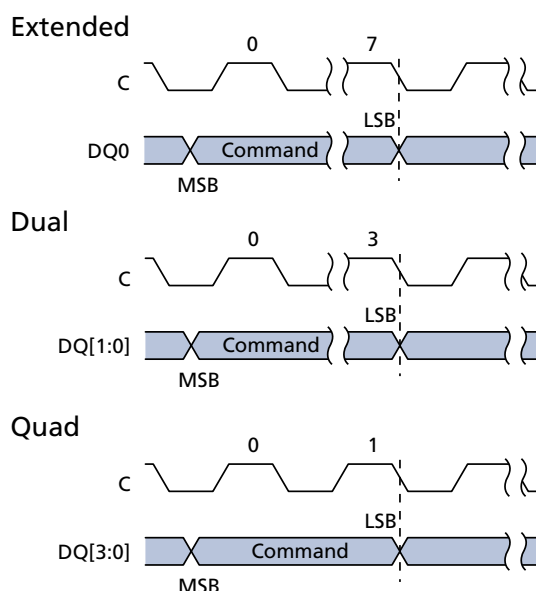 Extended
0 7
C
LSB
DQ0 Command
MSB
Dual
0 3
C
LSB
DQ[1:0] Command
MSB
Quad
0 1
C
LSB
DQ[3:0] Command
MSB